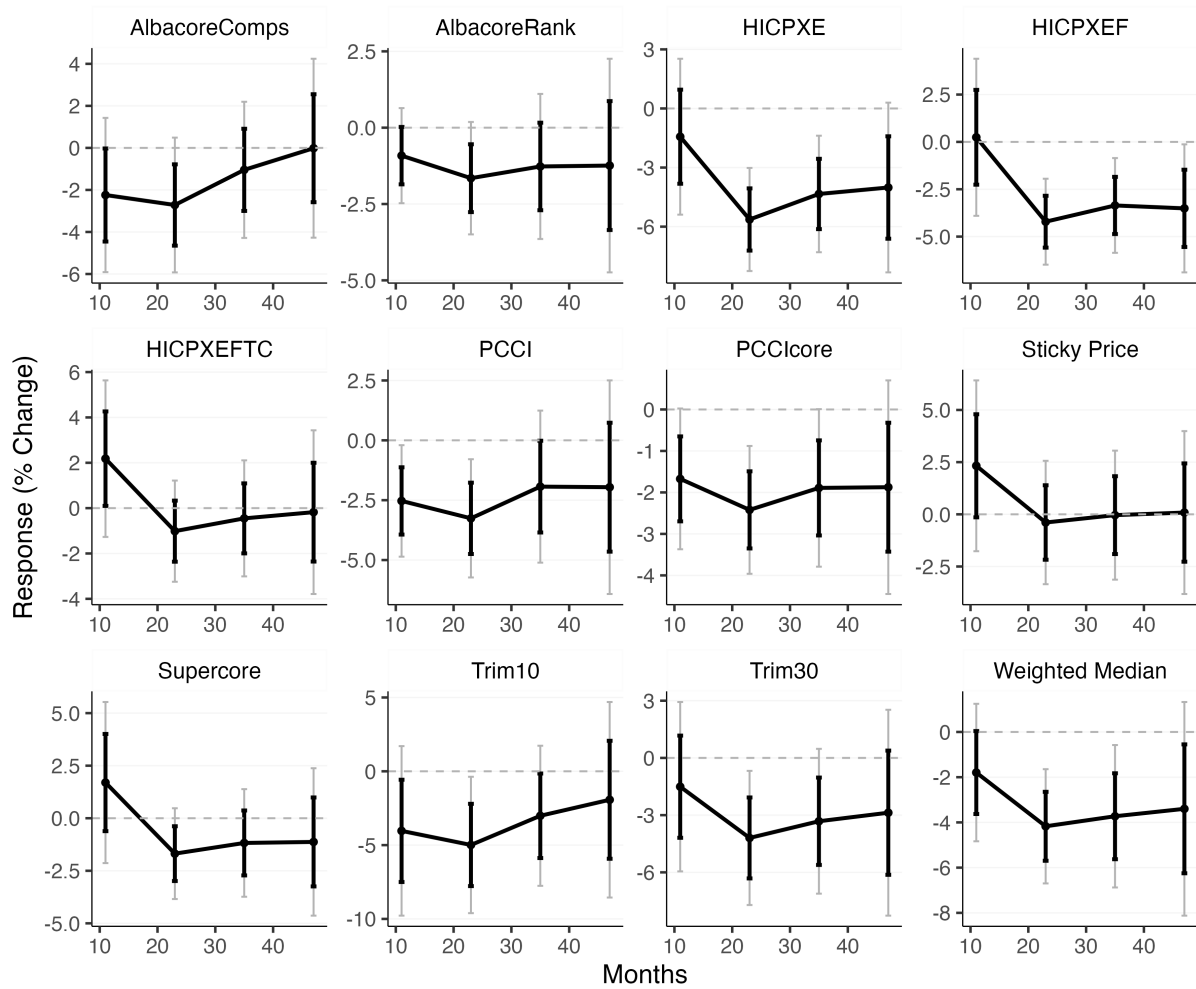 AlbacoreComps AlbacoreRank HICPXE HICPXEF
4 2 0 -2 -4 -6
2.5 0.0 -2.5 -5.0
3 0 -3 -6
2.5 0.0 -2.5 -5.0
10 20 30 40 10 20 30 40 10 20 30 40 10 20 30 40
HICPXEFTC PCCI PCCIcore Sticky Price
6 4 2 0 -2 -4
2.5 0.0 -2.5 -5.0
0 -1 -2 -3 -4
5.0 2.5 0.0 -2.5
10 20 30 40 10 20 30 40 10 20 30 40 10 20 30 40
Supercore Trim10 Trim30 Weighted Median
5.0 2.5 0.0 -2.5 -5.0
5 0 -5 -10
3 0 -3 -6
0 -2 -4 -6 -8
10 20 30 40 10 20 30 40 10 20 30 40 10 20 30 40
Response (% Change)
Months